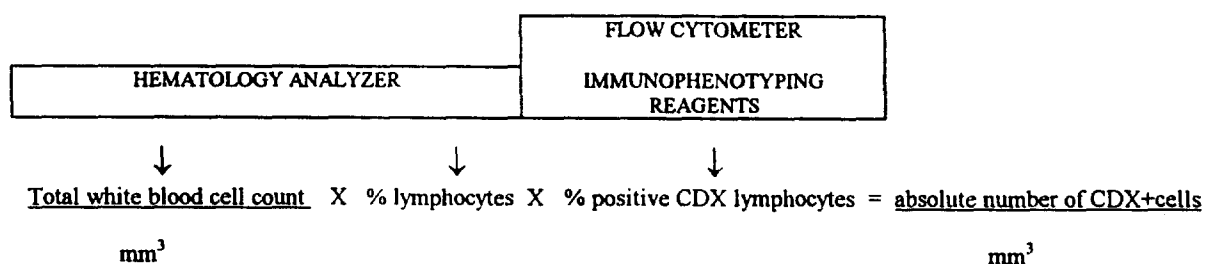 FLOW CYTOMETER
HEMATOLOGY ANALYZER
IMMUNOPHENOTYPING
REAGENTS
↓ ↓ ↓
Total white blood cell count X % lymphocytes X % positive CDX lymphocytes = absolute number of CDX+cells
mm³ mm³